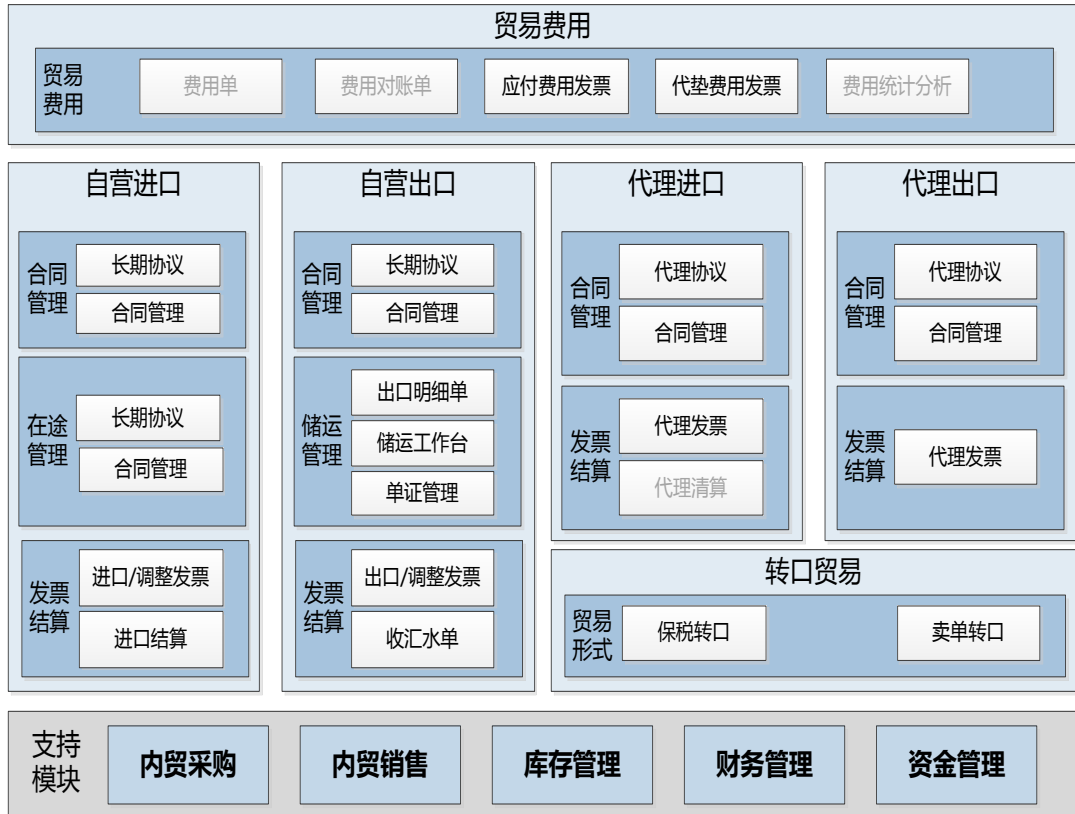 贸易费用
贸易
费用
费用单
费用对账单
应付费用发票
代垫费用发票
费用统计分析
自营进口
合同
管理
长期协议
合同管理
在途
管理
长期协议
合同管理
发票
结算
进口/调整发票
进口结算
自营出口
合同
管理
长期协议
合同管理
储运
管理
出口明细单
储运工作台
单证管理
发票
结算
出口/调整发票
收汇水单
代理进口
合同
管理
代理协议
合同管理
发票
结算
代理发票
代理清算
代理出口
合同
管理
代理协议
合同管理
发票
结算
代理发票
转口贸易
贸易
形式
保税转口
卖单转口
支持
模块
内贸采购
内贸销售
库存管理
财务管理
资金管理